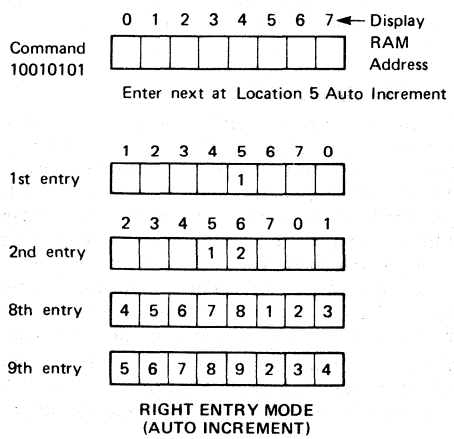 0 1 2 3 4 5 6 7 Display
Command RAM
10010101 Address
Enter next at Location 5 Auto Increment
1 2 3 4 5 6 7 0
1st entry 1
2 3 4 5 6 7 0 1
2nd entry 1 2
8th entry 4 5 6 7 8 1 2 3
9th entry 5 6 7 8 9 2 3 4
RIGHT ENTRY MODE
(AUTO INCREMENT)